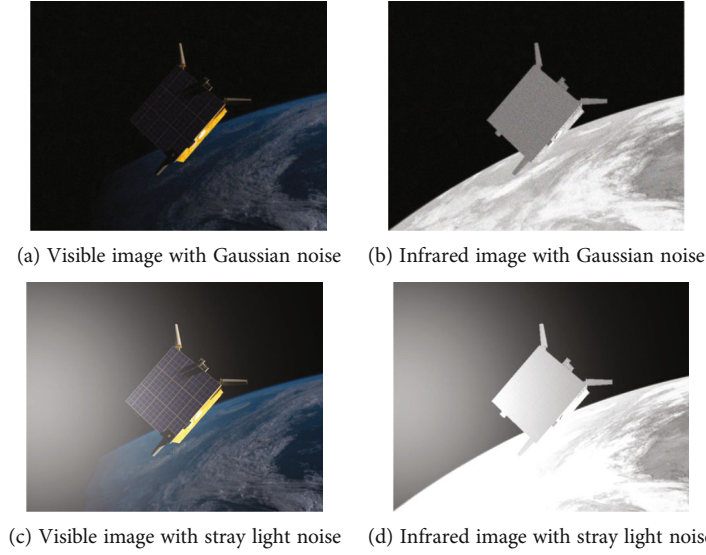 (a) Visible image with Gaussian noise
(b) Infrared image with Gaussian noise
(c) Visible image with stray light noise
(d) Infrared image with stray light noise